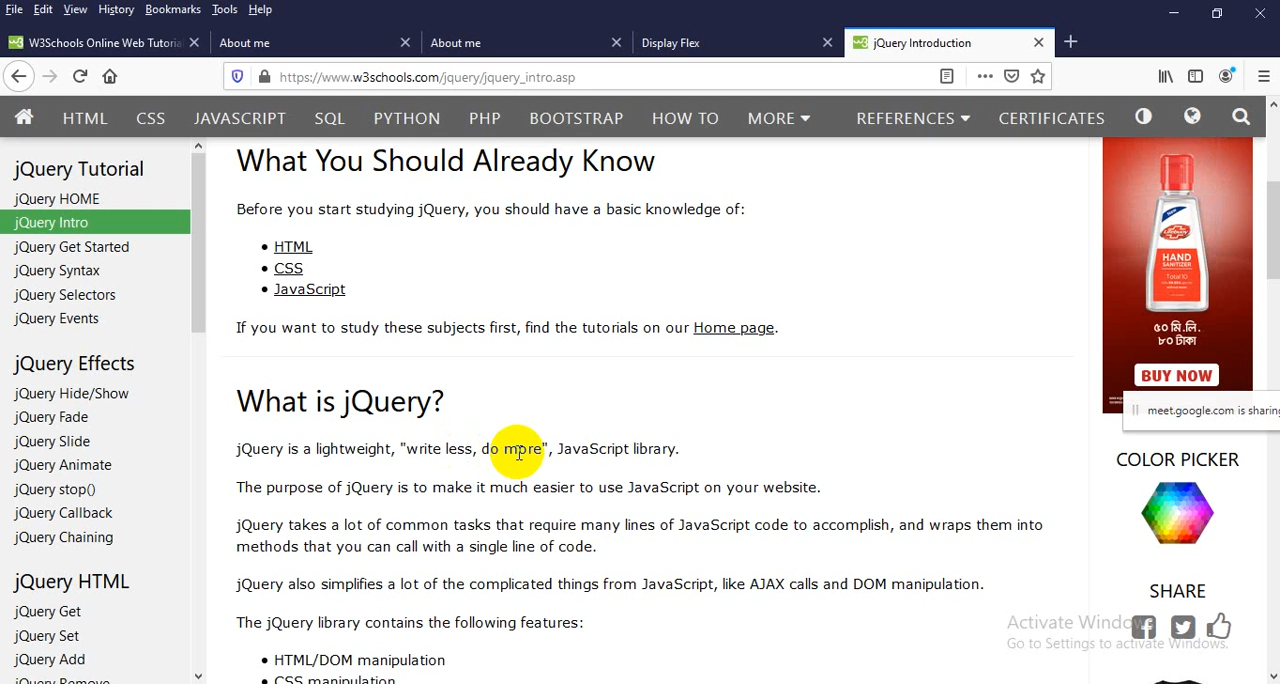 File Edit View History Bookmarks Tools Help
W3Schools Online Web Tutoria
About me
About me
Display Flex
jQuery Introduction
https://www.w3schools.com/jquery/jquery_intro.asp
HTML CSS JAVASCRIPT SQL PYTHON PHP BOOTSTRAP HOW TO MORE REFERENCES CERTIFICATES
jQuery Tutorial
jQuery HOME
jQuery Intro
jQuery Get Started
jQuery Syntax
jQuery Selectors
jQuery Events
jQuery Effects
jQuery Hide/Show
jQuery Fade
jQuery Slide
jQuery Animate
jQuery stop()
jQuery Callback
jQuery Chaining
jQuery HTML
jQuery Get
jQuery Set
jQuery Add
jQuery Remove
What You Should Already Know
Before you start studying jQuery, you should have a basic knowledge of:
• HTML
• CSS
• JavaScript
If you want to study these subjects first, find the tutorials on our Home page.
What is jQuery?
jQuery is a lightweight, "write less, do more", JavaScript library.
The purpose of jQuery is to make it much easier to use JavaScript on your website.
jQuery takes a lot of common tasks that require many lines of JavaScript code to accomplish, and wraps them into
methods that you can call with a single line of code.
jQuery also simplifies a lot of the complicated things from JavaScript, like AJAX calls and DOM manipulation.
The jQuery library contains the following features:
• HTML/DOM manipulation
• CSS manipulation
Lifebuoy
HAND
SANITIZER
Total 10
৫০ মি.লি.
৮০ টাকা
BUY NOW
meet.google.com is sharing
COLOR PICKER
SHARE
Activate Windows
Go to Settings to activate Windows.